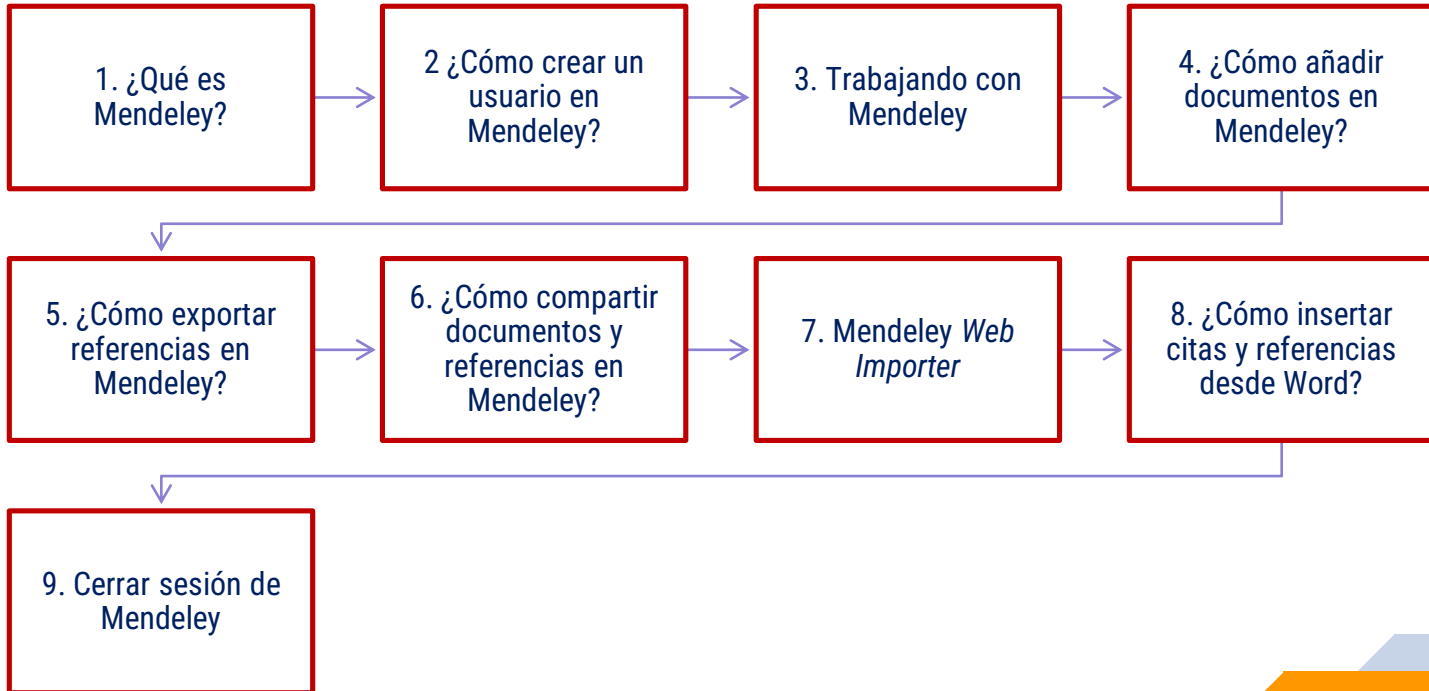 1. ¿Qué es
Mendeley?
2 ¿Cómo crear un
usuario en
Mendeley?
3. Trabajando con
Mendeley
4. ¿Cómo añadir
documentos en
Mendeley?
5. ¿Cómo exportar
referencias en
Mendeley?
6. ¿Cómo compartir
documentos y
referencias en
Mendeley?
7. Mendeley Web
Importer
8. ¿Cómo insertar
citas y referencias
desde Word?
9. Cerrar sesión de
Mendeley